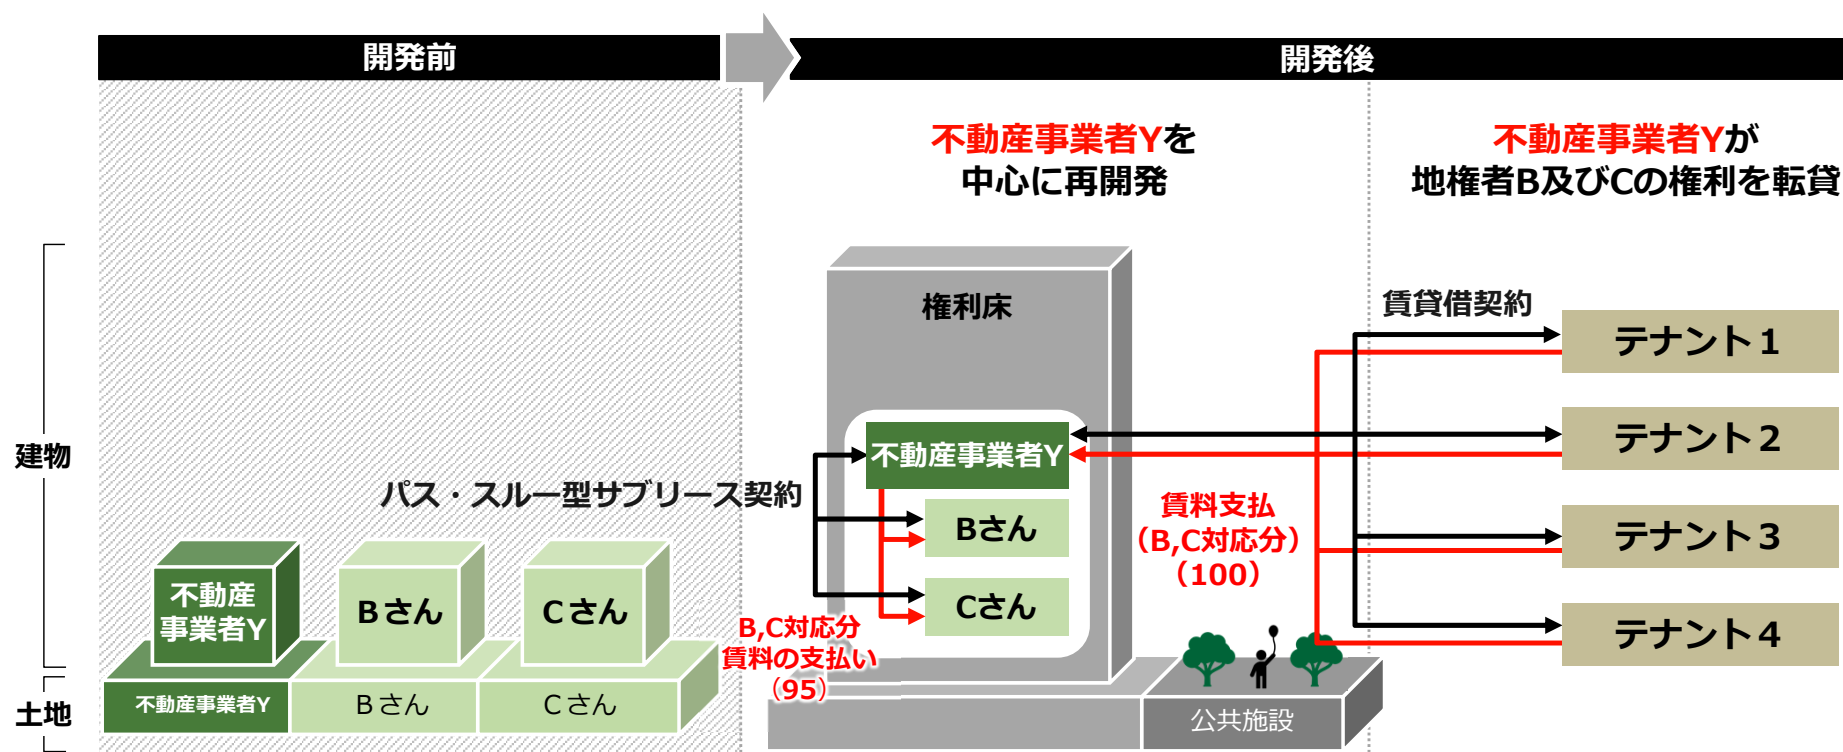 開発前
開発後
不動産事業者Yを
中心に再開発
不動産事業者Yが
地権者B及びCの権利を転貸
建物
土地
不動産
事業者Y
Bさん
Cさん
不動産事業者Y
Bさん
Cさん
パス・スルー型サブリース契約
権利床
不動産事業者Y
Bさん
Cさん
B,C対応分
賃料の支払い
（95）
公共施設
賃料支払
（B,C対応分）
（100）
賃貸借契約
テナント１
テナント２
テナント３
テナント４